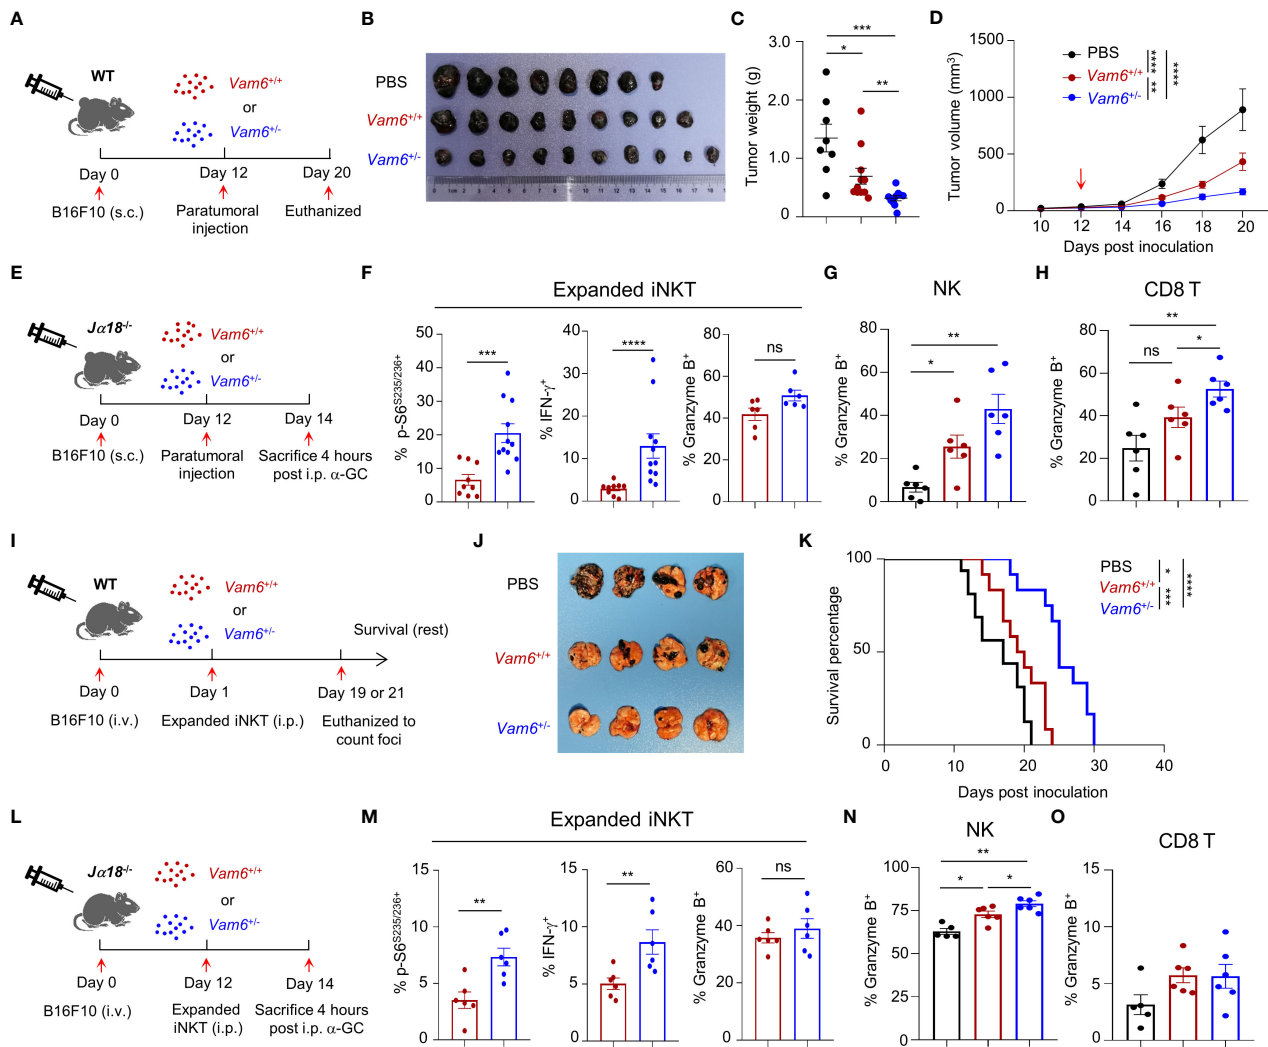 A
WT
Vam6+/+
or
Vam6+/-
Day 0
Day 12
Day 20
B16F10 (s.c.)
Paratumoral
injection
Euthanized
B
PBS
Vam6+/+
Vam6+/-
C
Tumor weight (g)
3.0
2.0
1.0
0
***
*
**
D
Tumor volume (mm3)
1500
1000
500
0
10 12 14 16 18 20
Days post inoculation
PBS
Vam6+/+
Vam6+/-
****
**
****
E
Jα18-/-
Vam6+/+
or
Vam6+/-
Day 0
Day 12
Day 14
B16F10 (s.c.)
Paratumoral
injection
Sacrifice 4 hours
post i.p. α-GC
F
Expanded iNKT
% p-S6S235/236+
50
40
30
20
10
0
***
% IFN-γ+
40
30
20
10
0
****
% Granzyme B+
80
60
40
20
0
ns
G
NK
% Granzyme B+
80
60
40
20
0
**
*
H
CD8 T
% Granzyme B+
80
60
40
20
0
**
ns
*
I
WT
Vam6+/+
or
Vam6+/-
Survival (rest)
Day 0
Day 1
Day 19 or 21
B16F10 (i.v.)
Expanded iNKT (i.p.)
Euthanized to
count foci
J
PBS
Vam6+/+
Vam6+/-
K
Survival percentage
100
50
0
0 10 20 30 40
Days post inoculation
PBS
Vam6+/+
Vam6+/-
*
***
****
L
Jα18-/-
Vam6+/+
or
Vam6+/-
Day 0
Day 12
Day 14
B16F10 (i.v.)
Expanded
iNKT (i.p.)
Sacrifice 4 hours
post i.p. α-GC
M
Expanded iNKT
% p-S6S235/236+
15
10
5
0
**
% IFN-γ+
15
10
5
0
**
% Granzyme B+
60
40
20
0
ns
N
NK
% Granzyme B+
100
75
50
25
0
**
*
*
O
CD8 T
% Granzyme B+
15
10
5
0